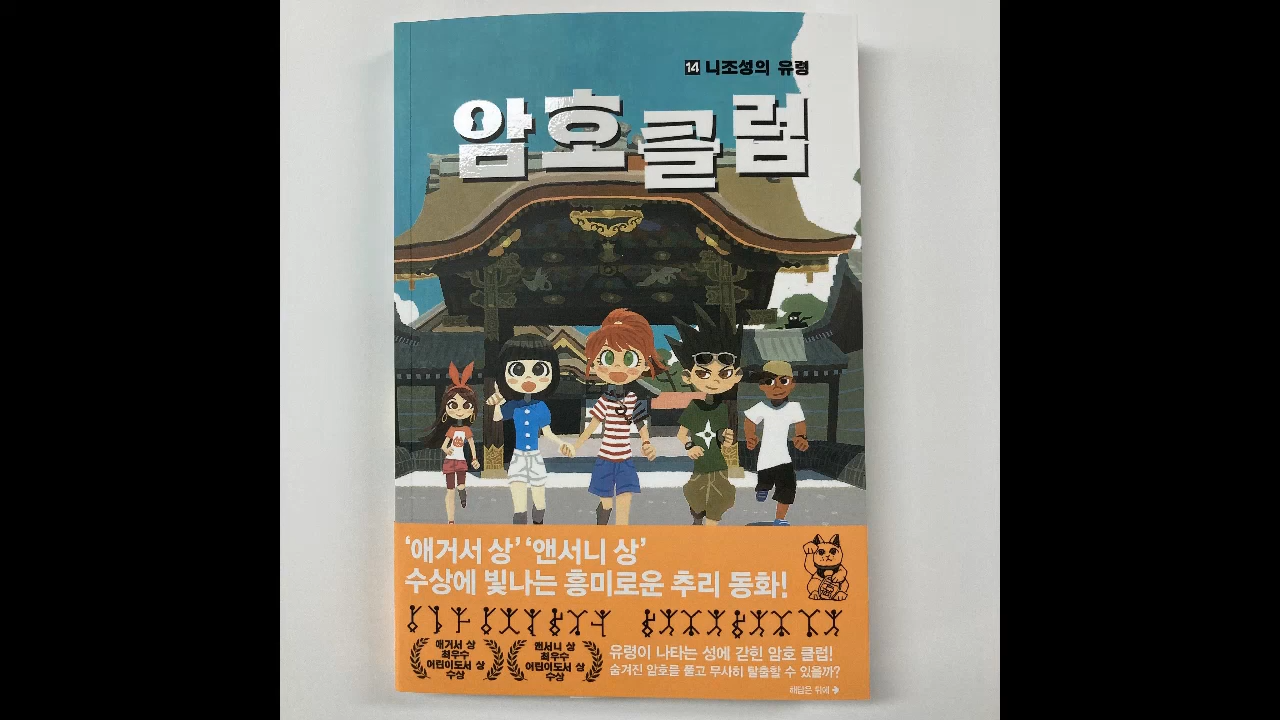 14 니조성의 유령
암호클럽
‘애거서 상’ ‘앤서니 상’
수상에 빛나는 흥미로운 추리 동화!
애거서 상
최우수
어린이도서 상
수상
앤서니 상
최우수
어린이도서 상
수상
유령이 나타는 성에 갇힌 암호 클럽!
숨겨진 암호를 풀고 무사히 탈출할 수 있을까?
해답은 뒤에